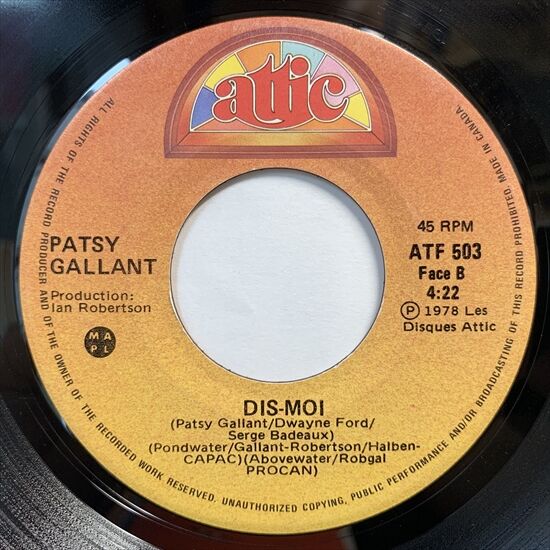 attic
ALL RIGHTS OF THE RECORD PRODUCER AND OF THE OWNER OF THE RECORDED WORK RESERVED. UNAUTHORIZED COPYING, PUBLIC PERFORMANCE AND/OR BROADCASTING OF THIS RECORD PROHIBITED. MADE IN CANADA.
PATSY
GALLANT
Production:
Ian Robertson
M A
P L
45 RPM
ATF 503
Face B
4:22
Ⓟ 1978 Les
Disques Attic
DIS-MOI
(Patsy Gallant/Dwayne Ford/
Serge Badeaux)
(Pondwater/Gallant-Robertson/Halben-
CAPAC)(Abovewater/Robgal
PROCAN)